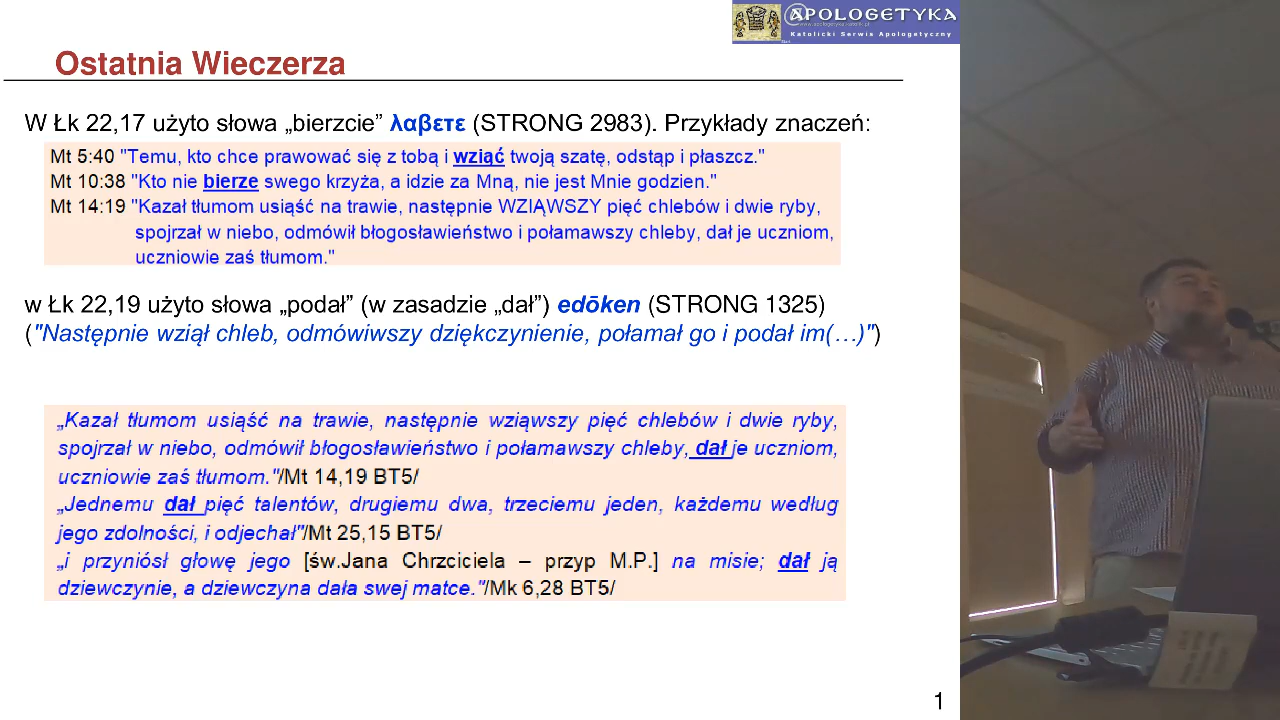 @POLOGETYKA
www.apologetyka.katolik.pl
Katolicki Serwis Apologetyczny
Ostatnia Wieczerza
W Łk 22,17 użyto słowa „bierzcie” λαβετε (STRONG 2983). Przykłady znaczeń:
Mt 5:40 "Temu, kto chce prawować się z tobą i wziąć twoją szatę, odstąp i płaszcz."
Mt 10:38 "Kto nie bierze swego krzyża, a idzie za Mną, nie jest Mnie godzien."
Mt 14:19 "Kazał tłumom usiąść na trawie, następnie WZIĄWSZY pięć chlebów i dwie ryby,
spojrzał w niebo, odmówił błogosławieństwo i połamawszy chleby, dał je uczniom,
uczniowie zaś tłumom."
w Łk 22,19 użyto słowa „podał” (w zasadzie „dał”) edōken (STRONG 1325)
("Następnie wziął chleb, odmówiwszy dziękczynienie, połamał go i podał im(…)")
„Kazał tłumom usiąść na trawie, następnie wziąwszy pięć chlebów i dwie ryby,
spojrzał w niebo, odmówił błogosławieństwo i połamawszy chleby, dał je uczniom,
uczniowie zaś tłumom."/Mt 14,19 BT5/
„Jednemu dał pięć talentów, drugiemu dwa, trzeciemu jeden, każdemu według
jego zdolności, i odjechał"/Mt 25,15 BT5/
„i przyniósł głowę jego [św.Jana Chrzciciela – przyp M.P.] na misie; dał ją
dziewczynie, a dziewczyna dała swej matce."/Mk 6,28 BT5/
1